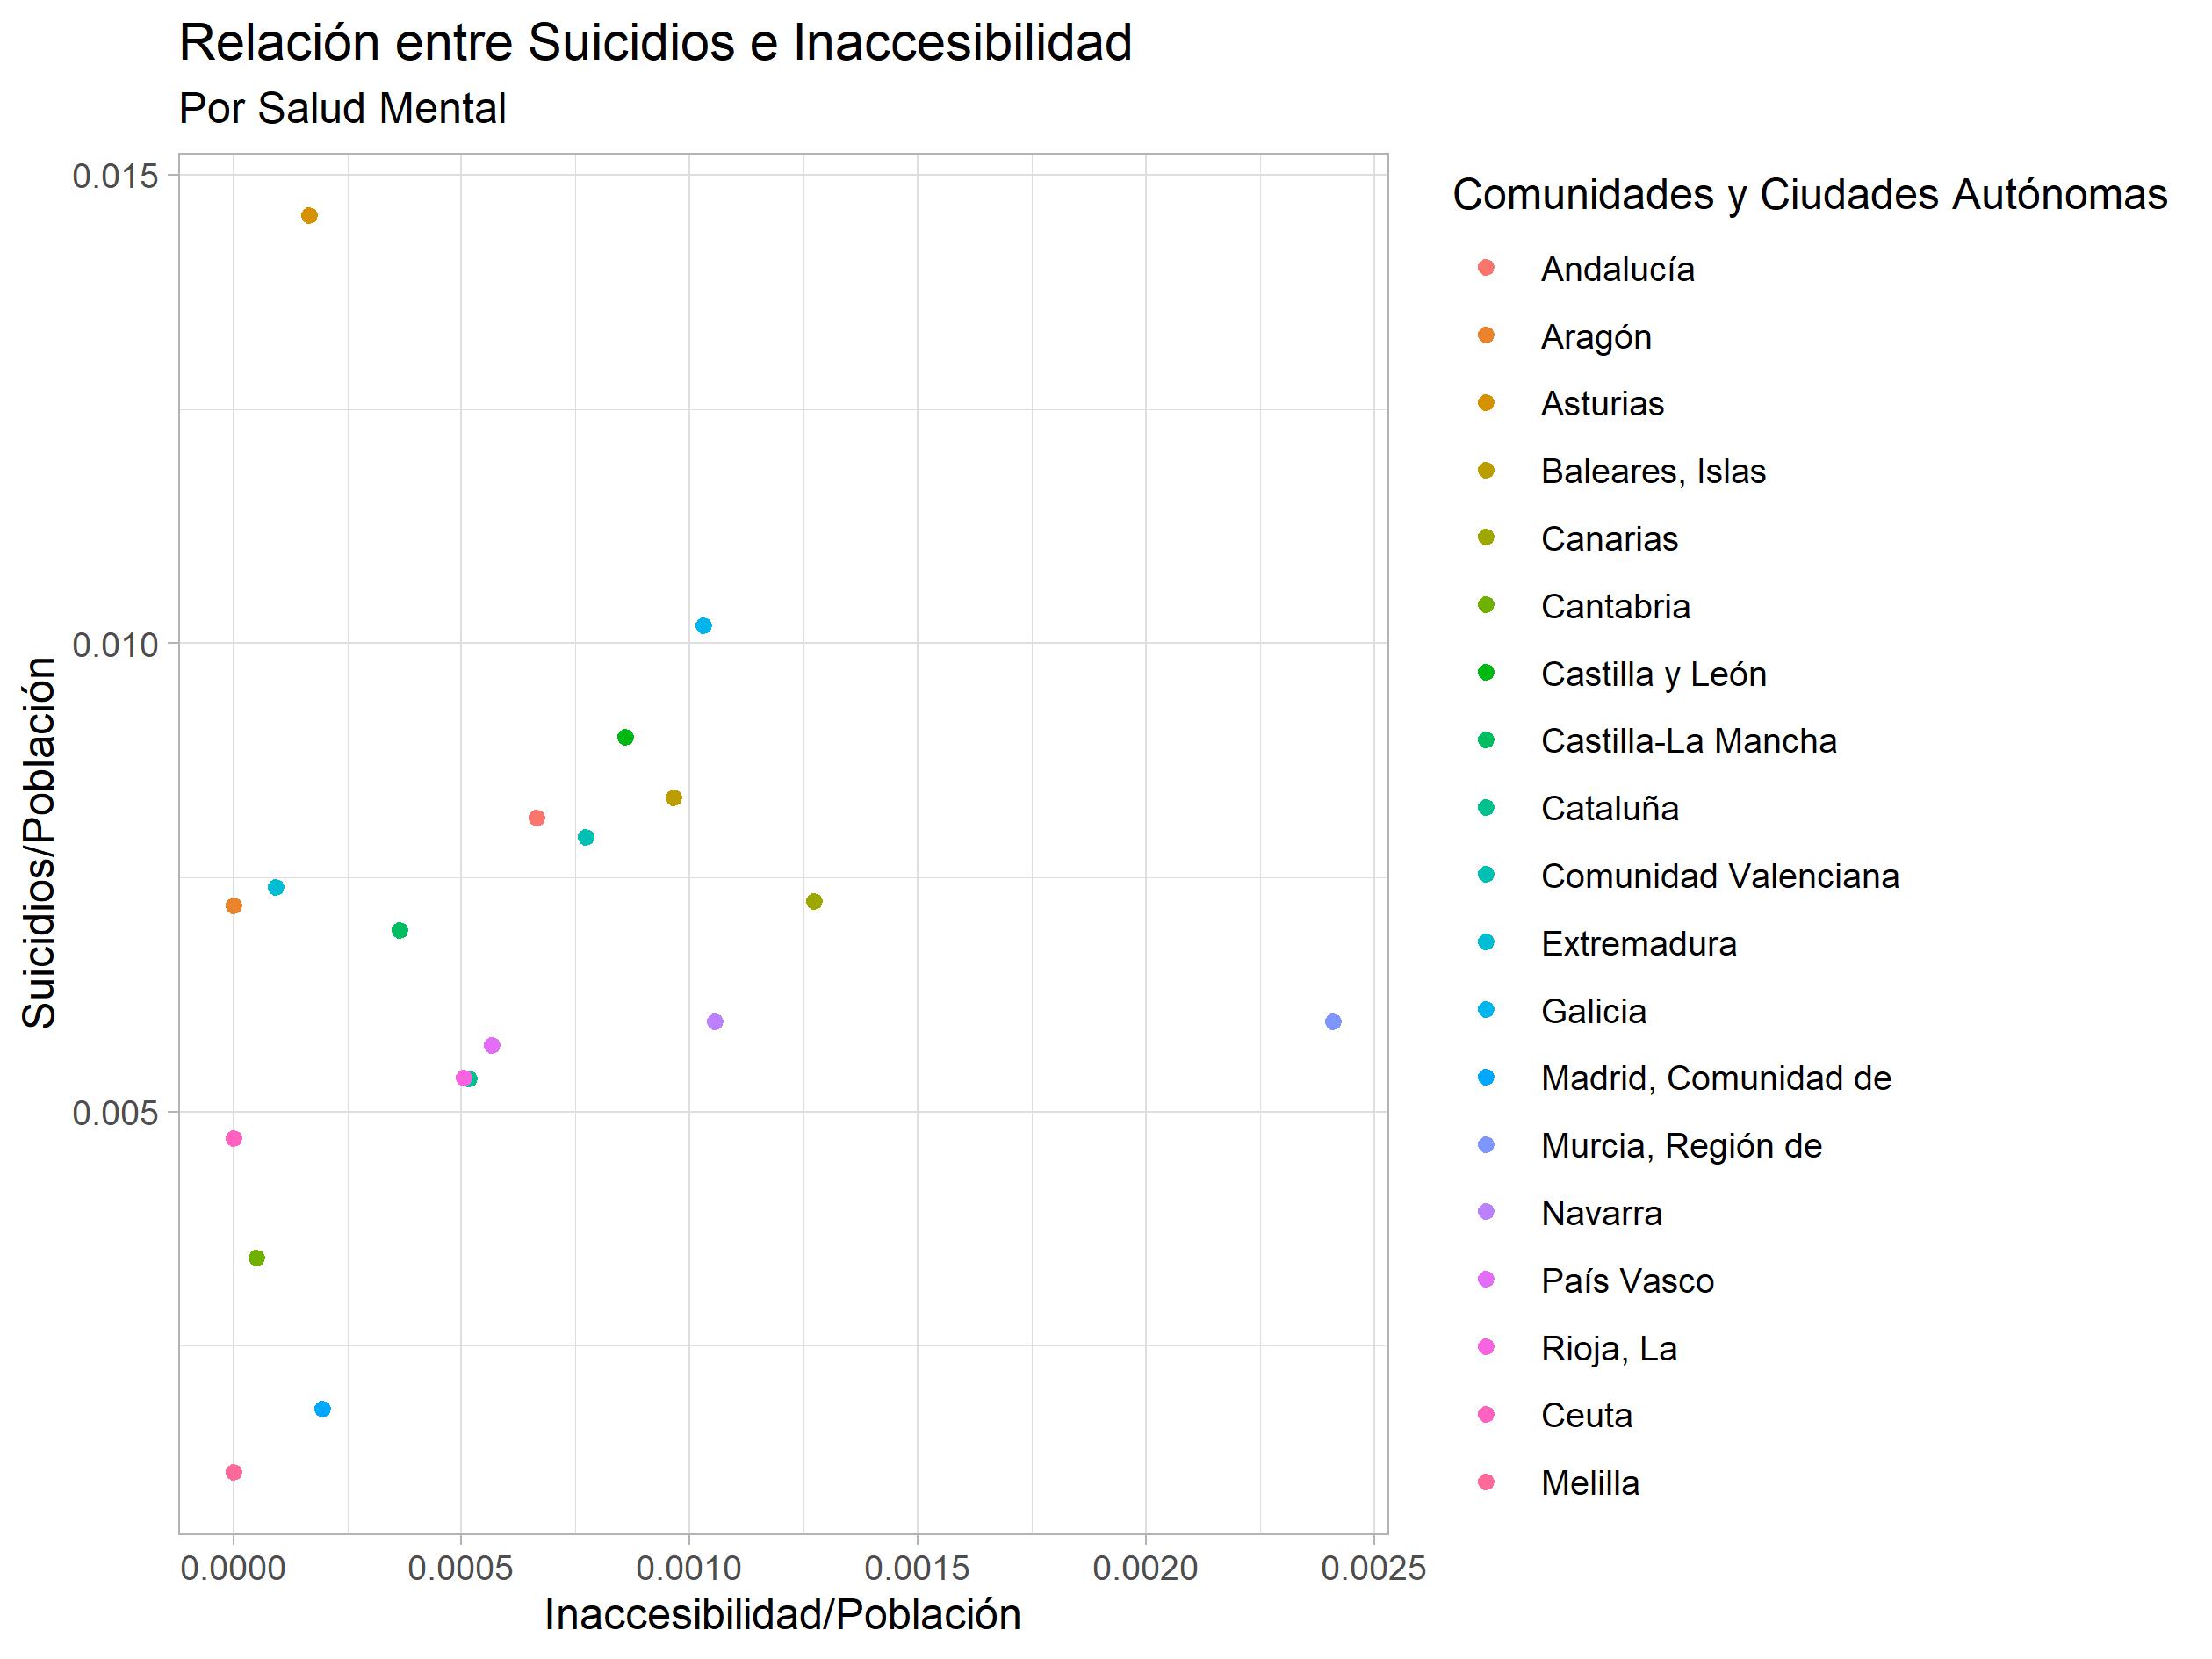 Relación entre Suicidios e Inaccesibilidad
Por Salud Mental
0.015
0.010
0.005
Suicidios/Población
0.0000
0.0005
0.0010
0.0015
0.0020
0.0025
Inaccesibilidad/Población
Comunidades y Ciudades Autónomas
Andalucía
Aragón
Asturias
Baleares, Islas
Canarias
Cantabria
Castilla y León
Castilla-La Mancha
Cataluña
Comunidad Valenciana
Extremadura
Galicia
Madrid, Comunidad de
Murcia, Región de
Navarra
País Vasco
Rioja, La
Ceuta
Melilla